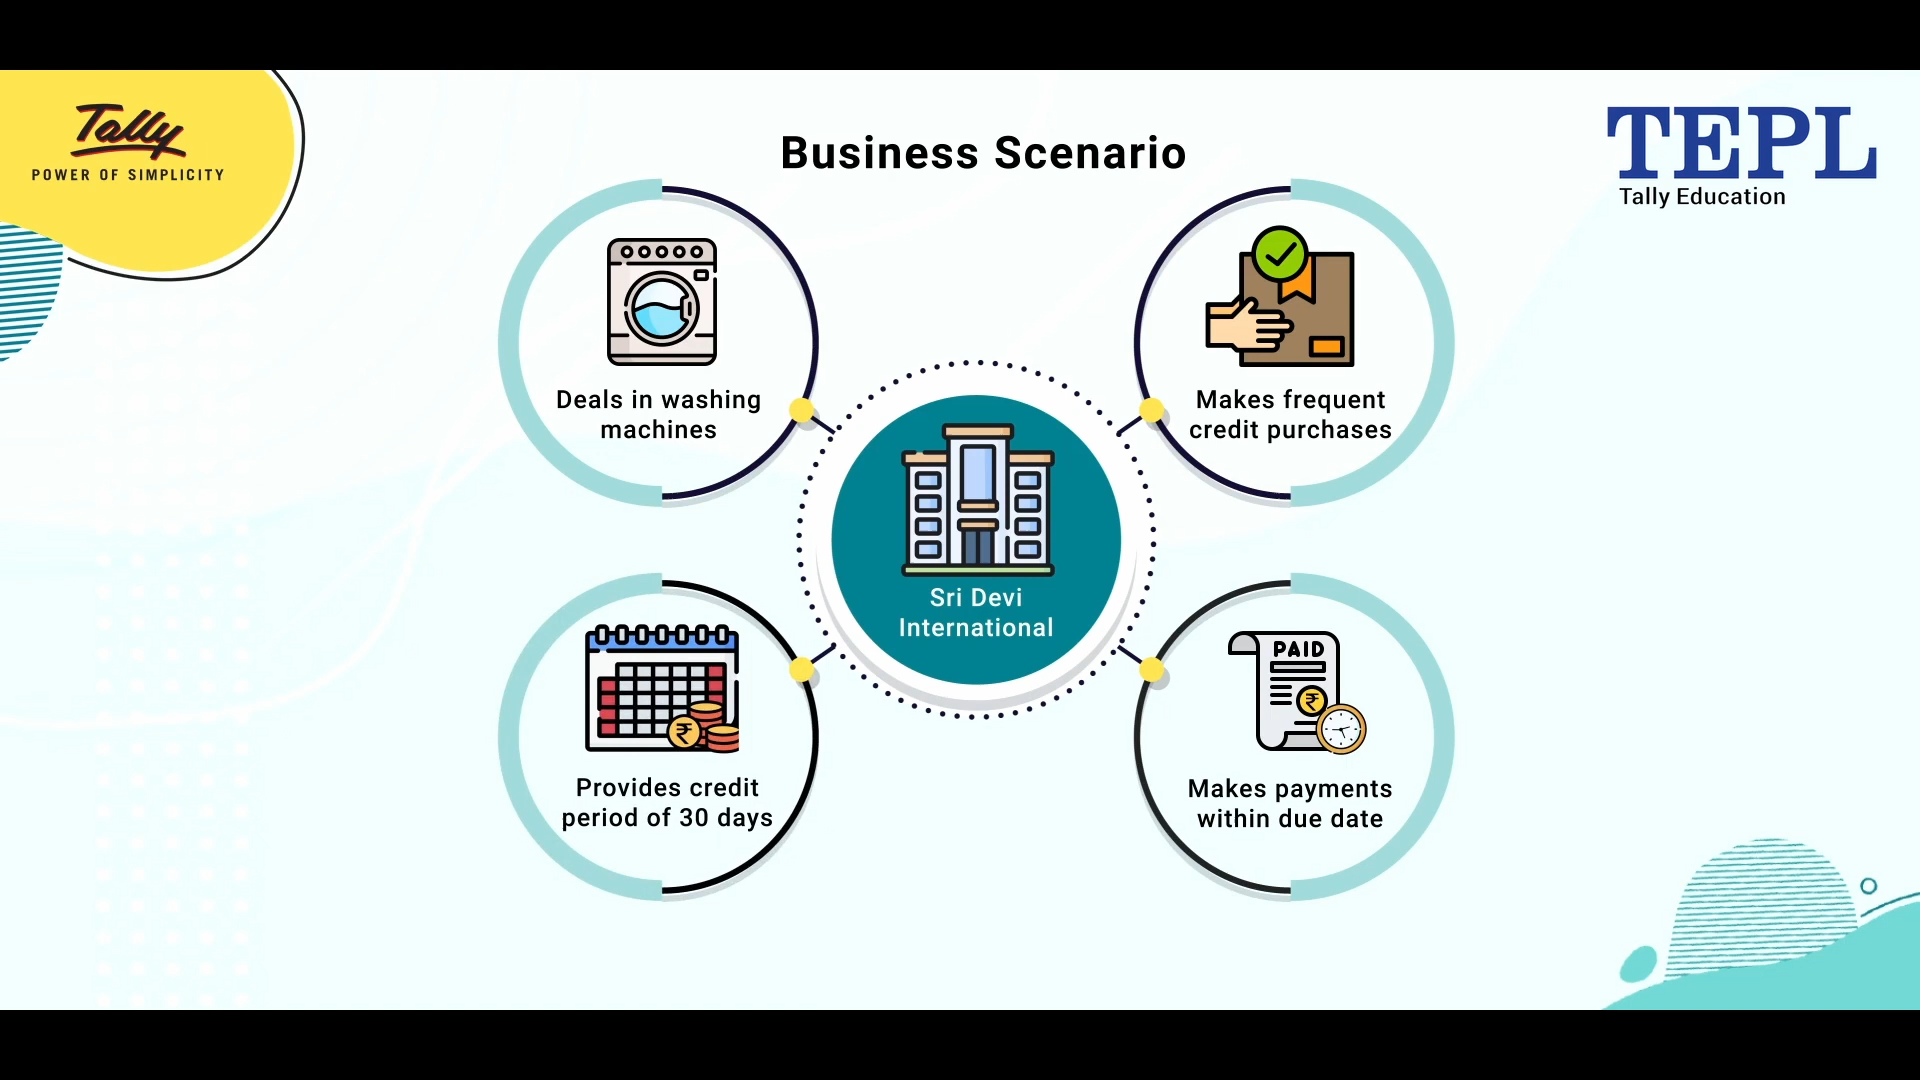 Tally
POWER OF SIMPLICITY
TEPL
Tally Education
Business Scenario
Deals in washing
machines
Makes frequent
credit purchases
Sri Devi
International
Provides credit
period of 30 days
PAID
₹
₹
Makes payments
within due date